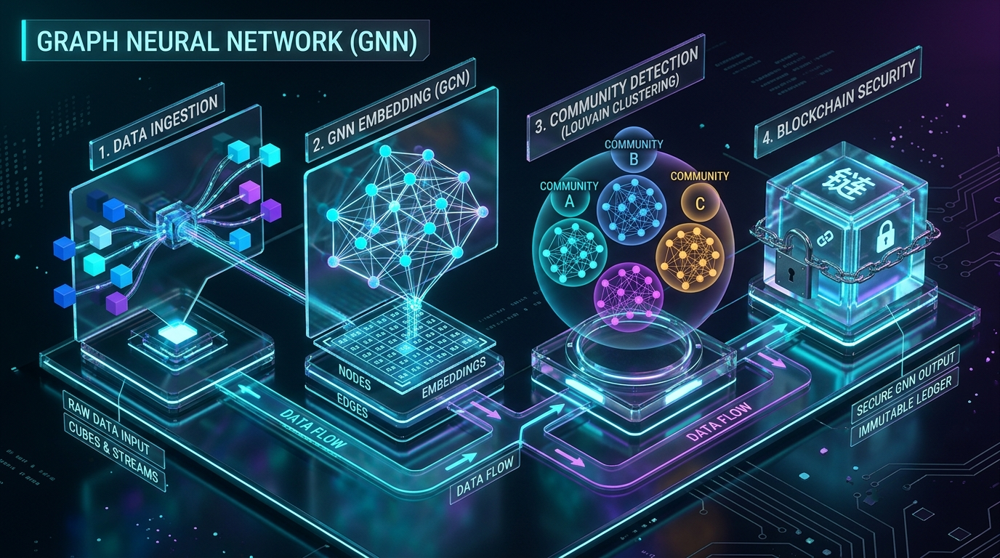 GRAPH NEURAL NETWORK (GNN)
1. DATA INGESTION
2. GNN EMBEDDING (GCN)
3. COMMUNITY DETECTION
(LOUVAIN CLUSTERING)
4. BLOCKCHAIN SECURITY
COMMUNITY
B
COMMUNITY
A
COMMUNITY
C
链
NODES
EDGES
EMBEDDINGS
RAW DATA INPUT
CUBES & STREAMS
DATA FLOW
DATA FLOW
DATA FLOW
SECURE GNN OUTPUT
IMMUTABLE LEDGER